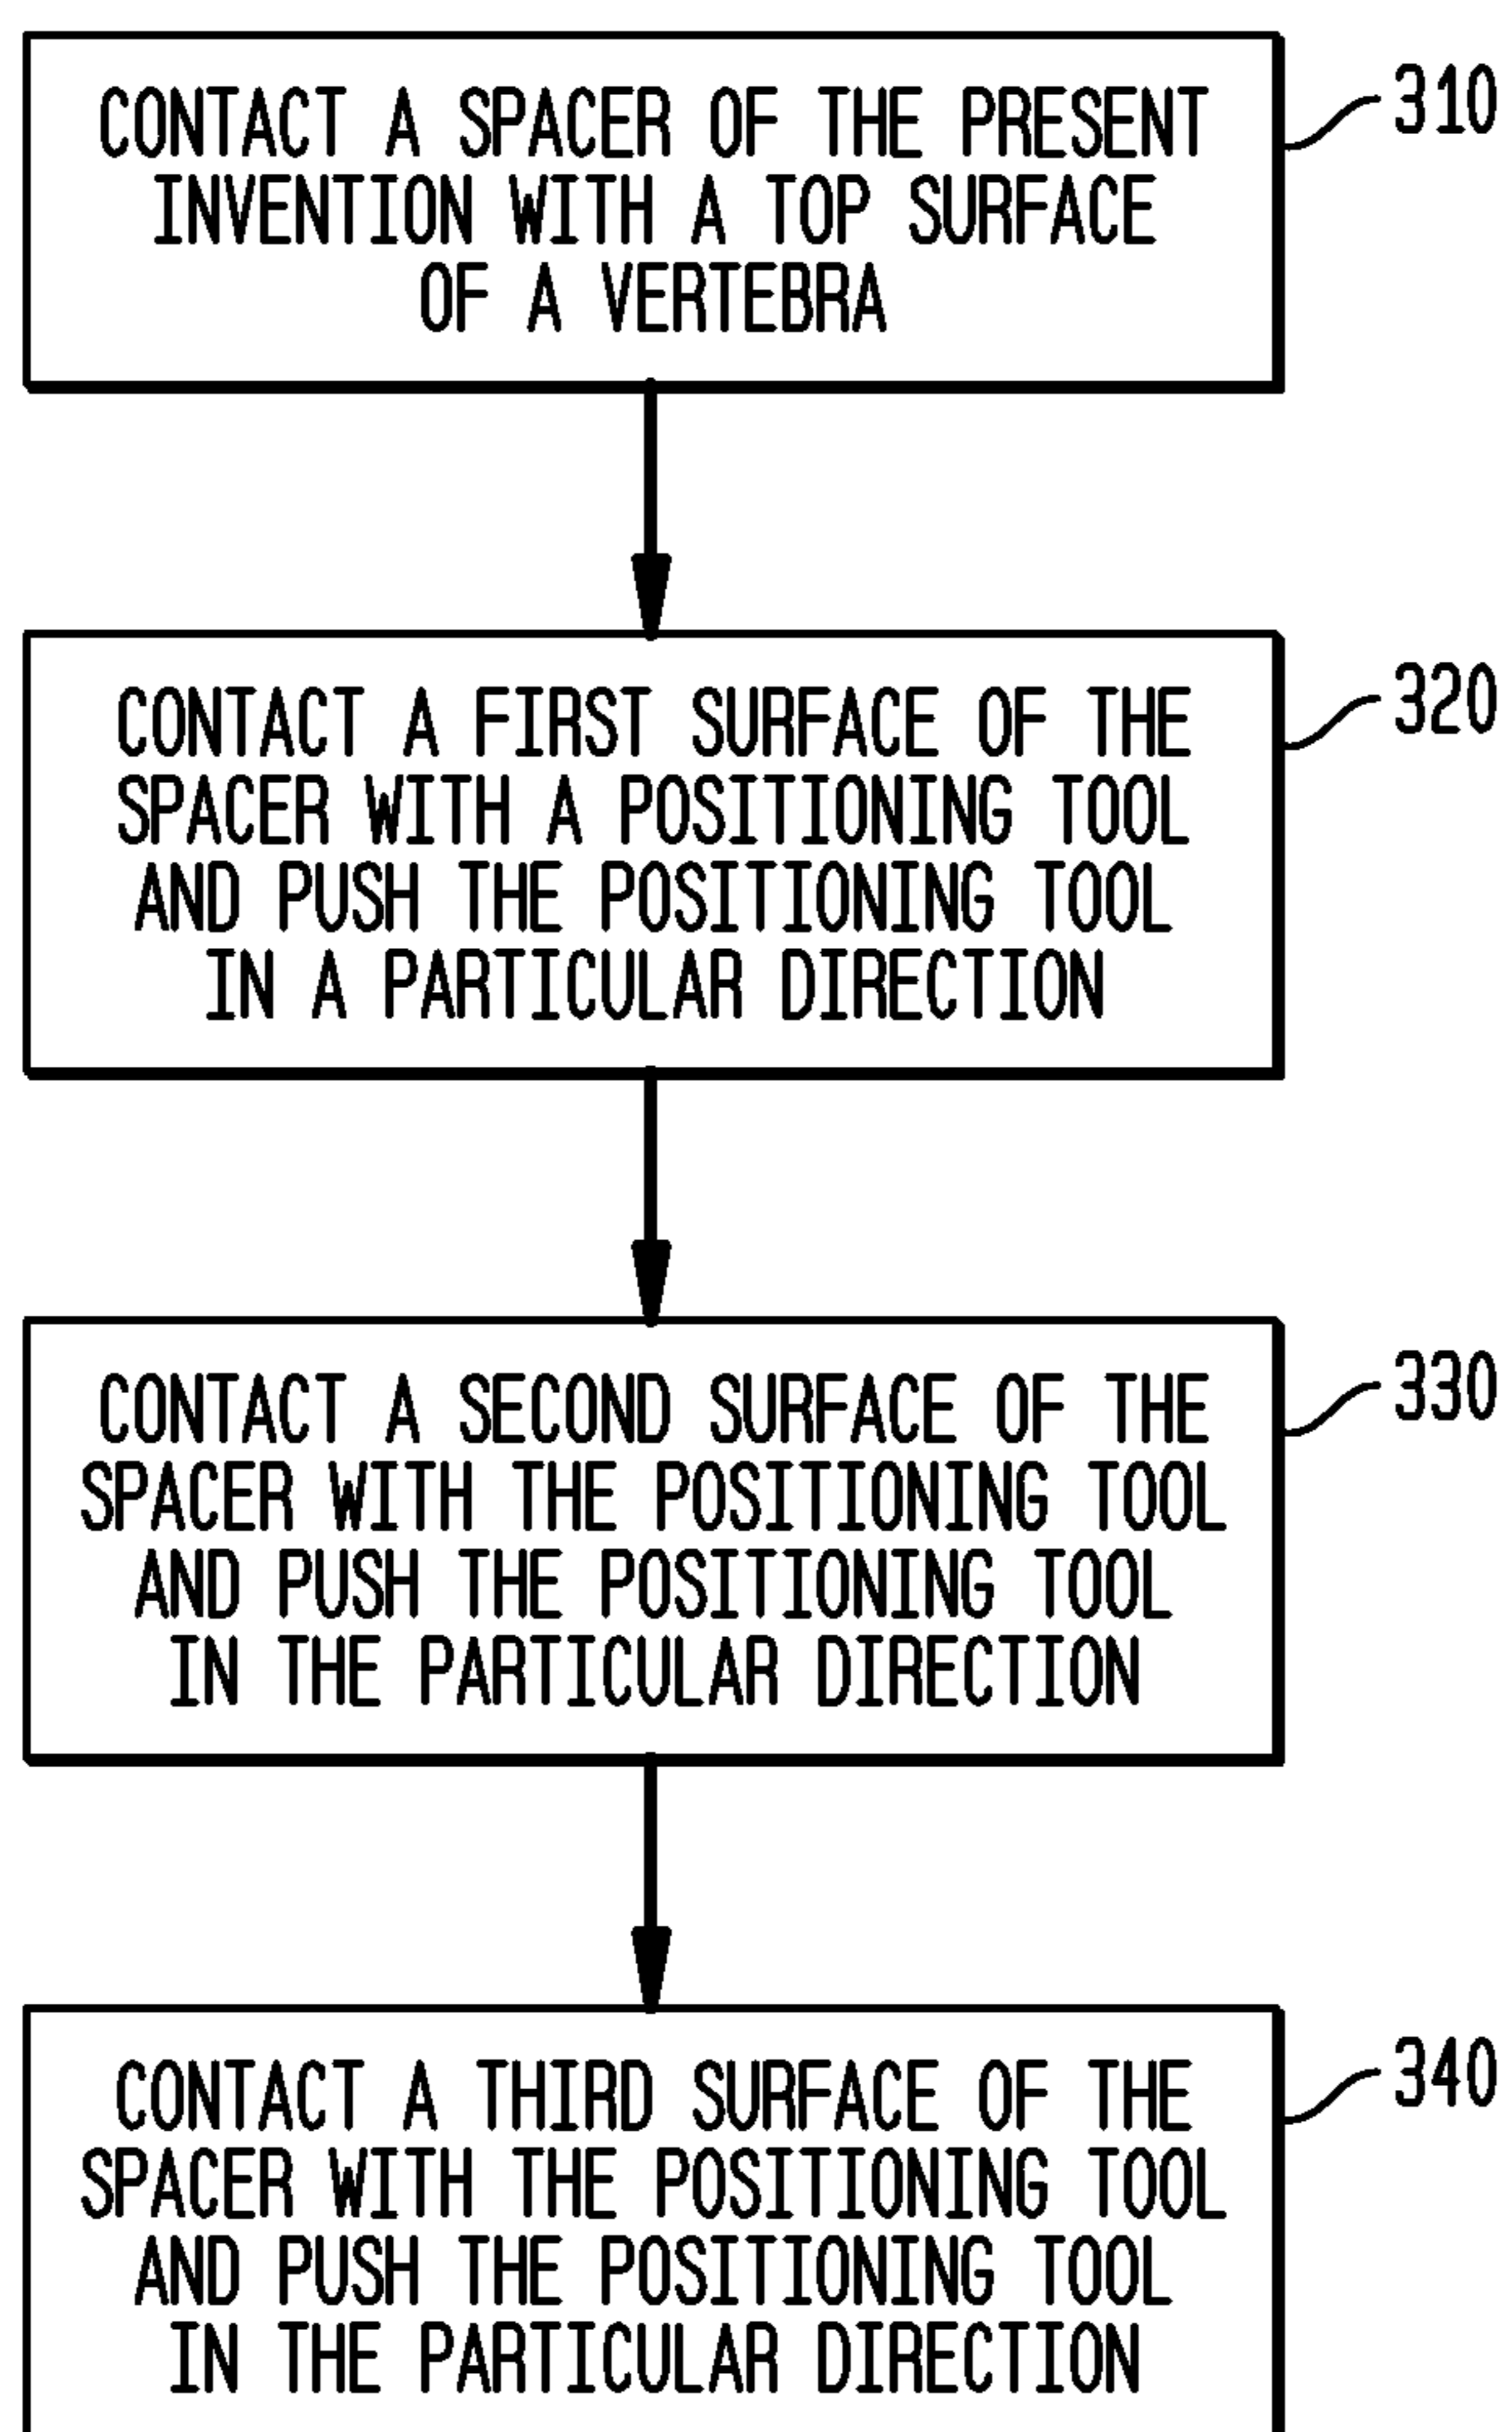 CONTACT A SPACER OF THE PRESENT
INVENTION WITH A TOP SURFACE
OF A VERTEBRA
310
CONTACT A FIRST SURFACE OF THE
SPACER WITH A POSITIONING TOOL
AND PUSH THE POSITIONING TOOL
IN A PARTICULAR DIRECTION
320
CONTACT A SECOND SURFACE OF THE
SPACER WITH THE POSITIONING TOOL
AND PUSH THE POSITIONING TOOL
IN THE PARTICULAR DIRECTION
330
CONTACT A THIRD SURFACE OF THE
SPACER WITH THE POSITIONING TOOL
AND PUSH THE POSITIONING TOOL
IN THE PARTICULAR DIRECTION
340